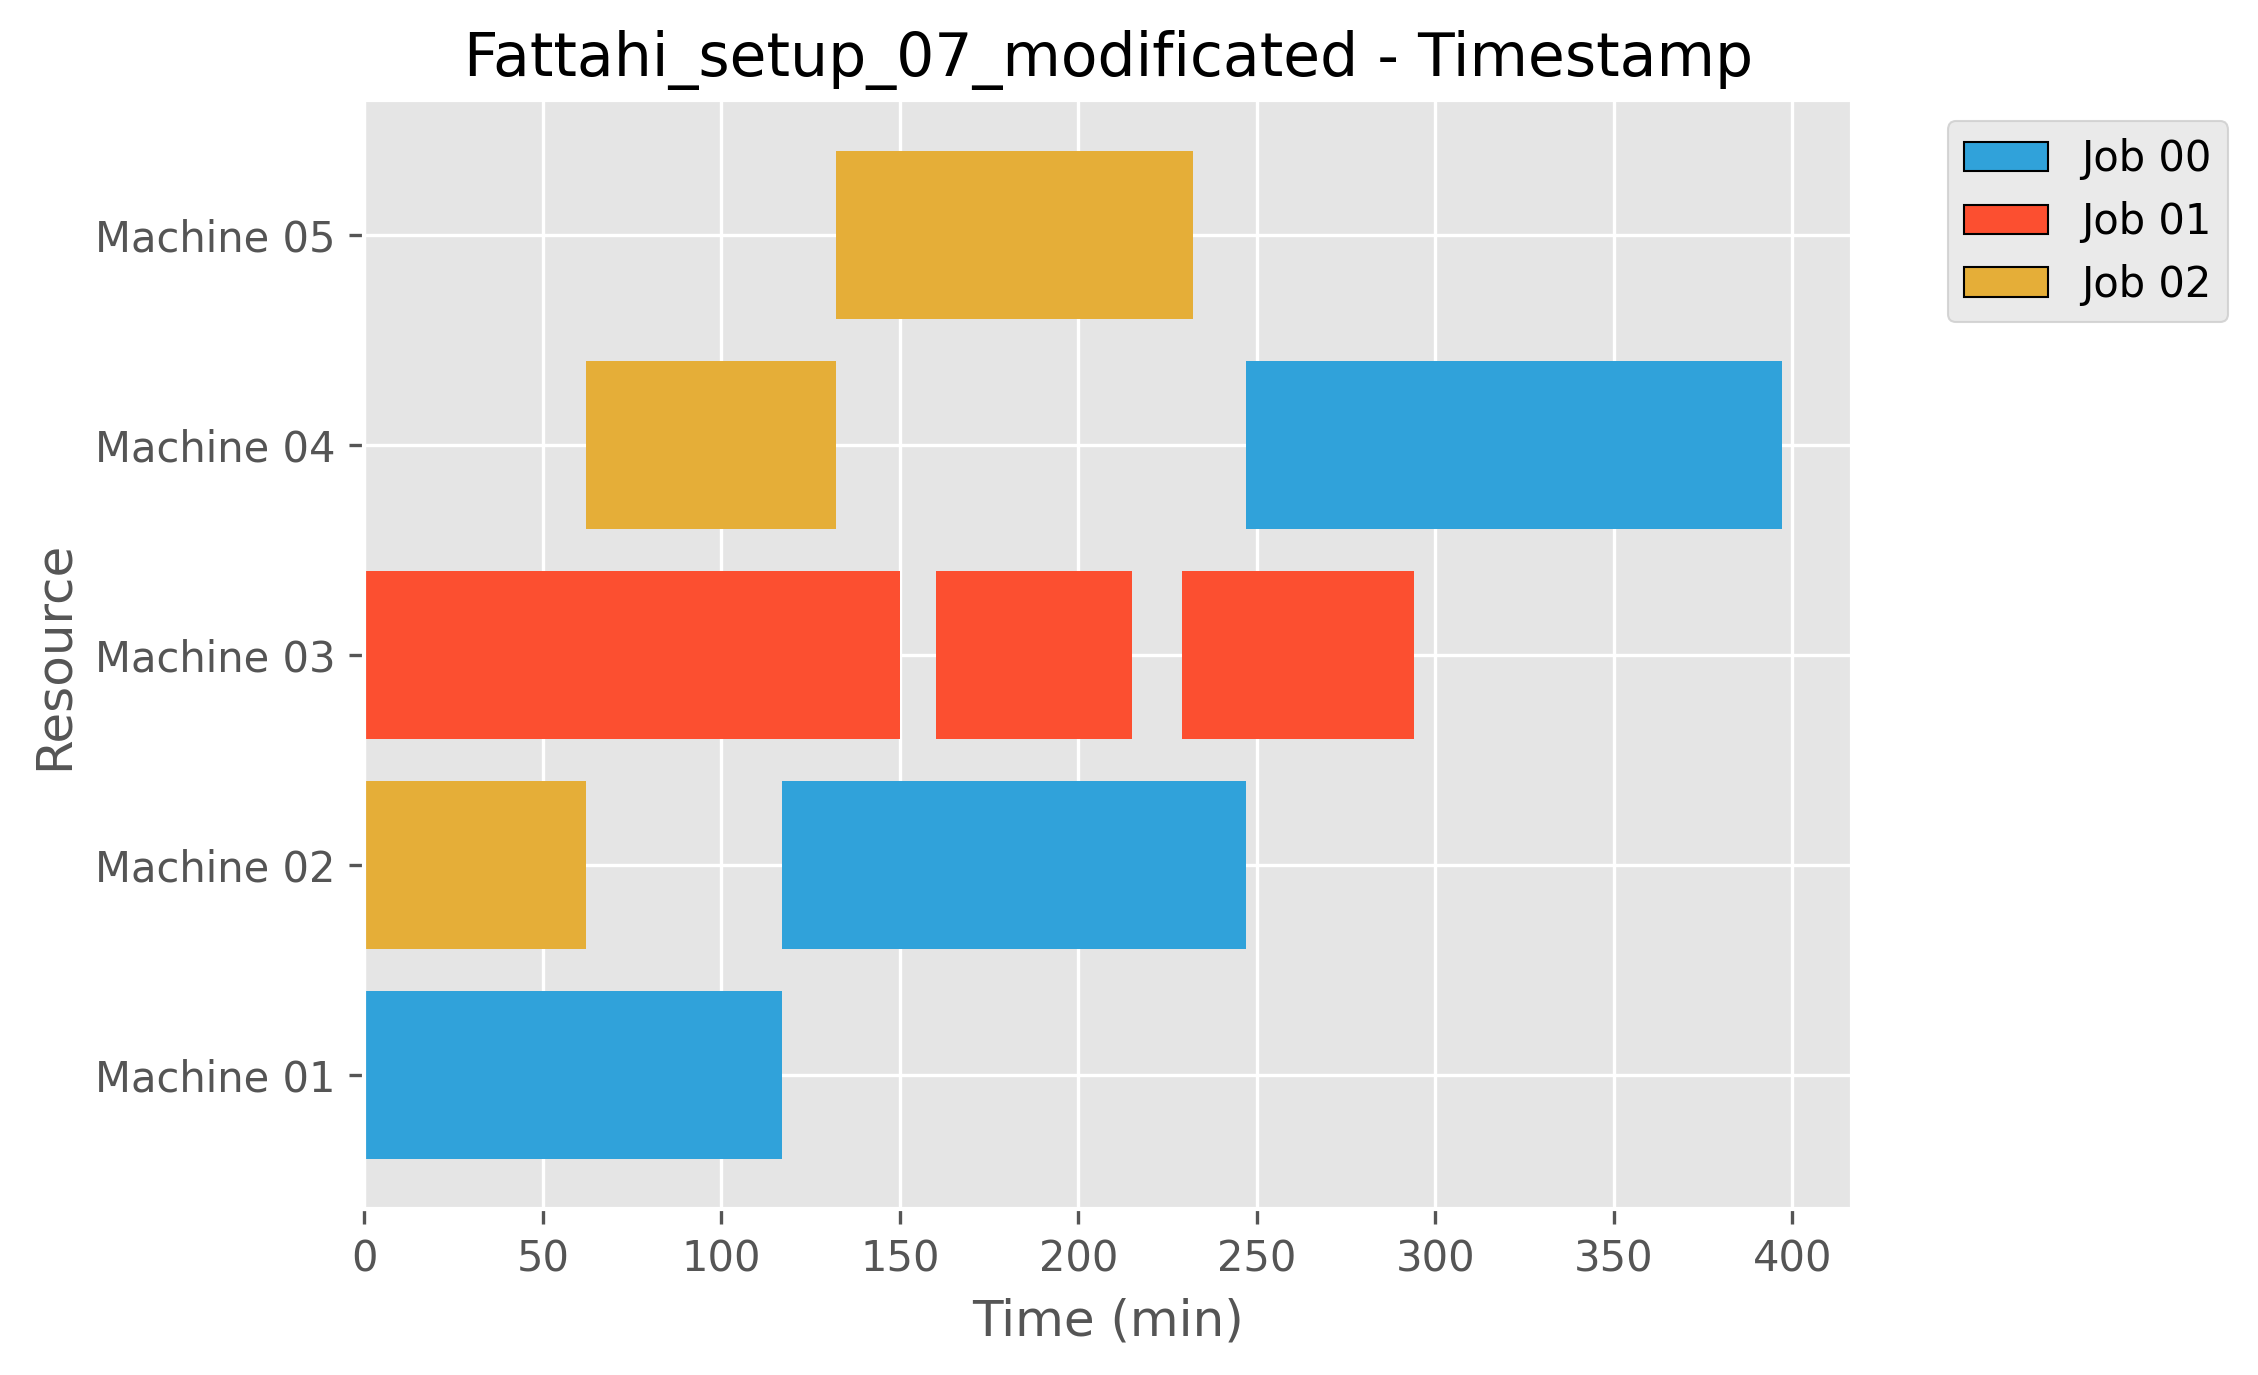 Fattahi_setup_07_modificated - Timestamp
Job 00
Job 01
Job 02
Machine 05
Machine 04
Machine 03
Machine 02
Machine 01
Resource
0 50 100 150 200 250 300 350 400
Time (min)